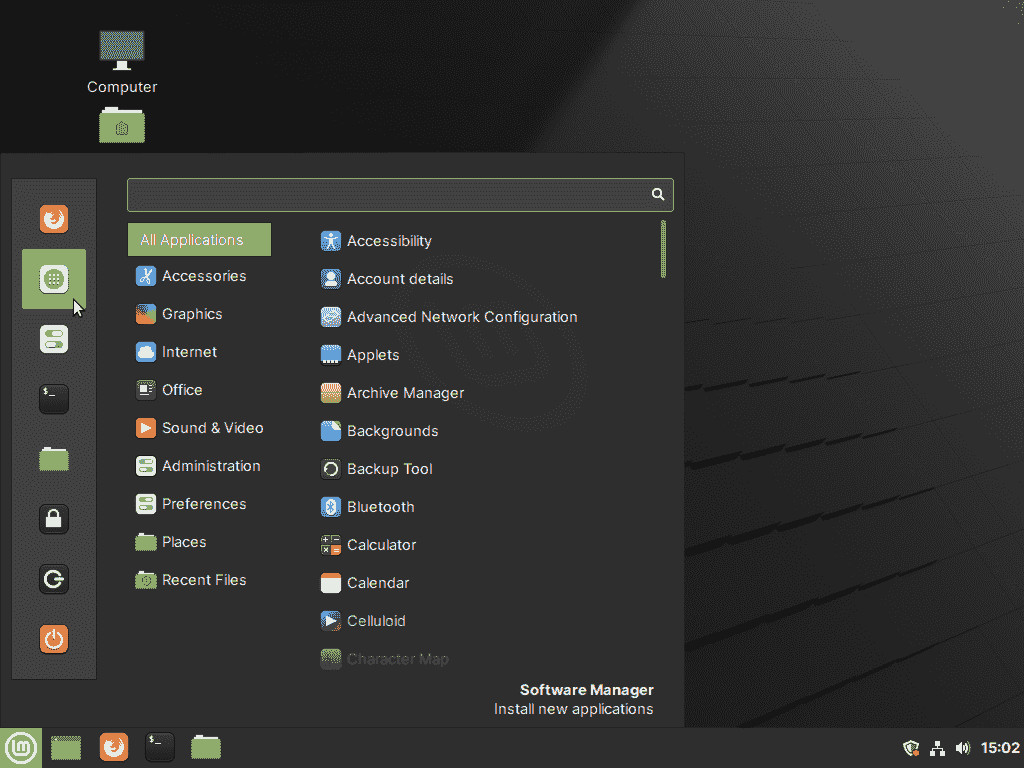 Computer
All Applications
Accessories
Graphics
Internet
Office
Sound & Video
Administration
Preferences
Places
Recent Files
Accessibility
Account details
Advanced Network Configuration
Applets
Archive Manager
Backgrounds
Backup Tool
Bluetooth
Calculator
Calendar
Celluloid
Character Map
Software Manager
Install new applications
15:02